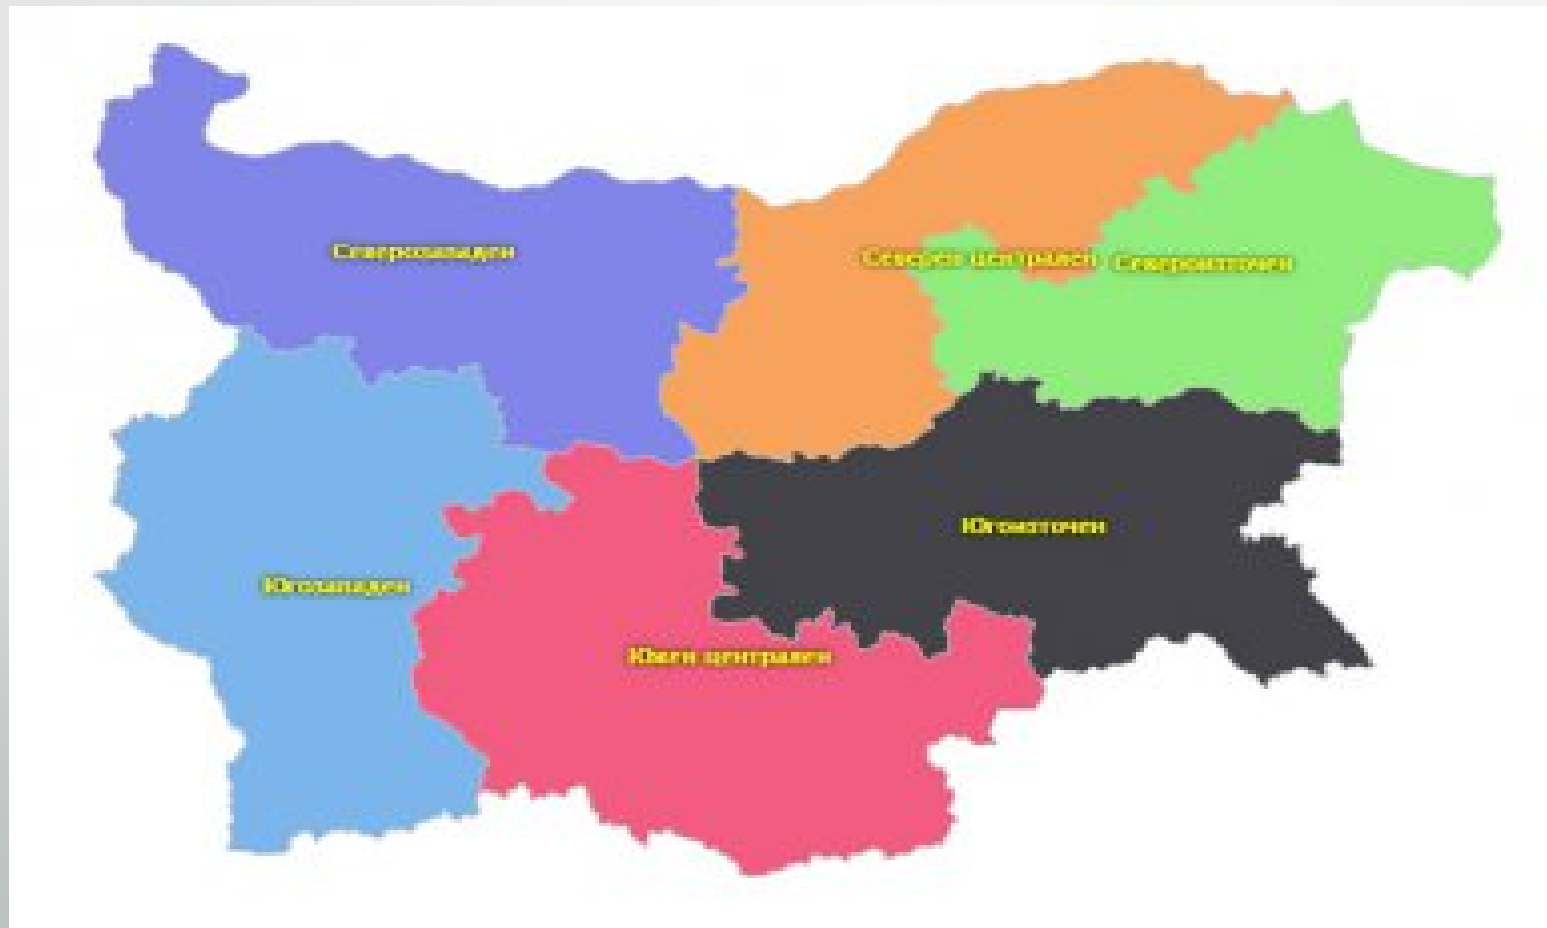 Северозападен
Северен централен
Североизточен
Югоизточен
Югозападен
Южен централен